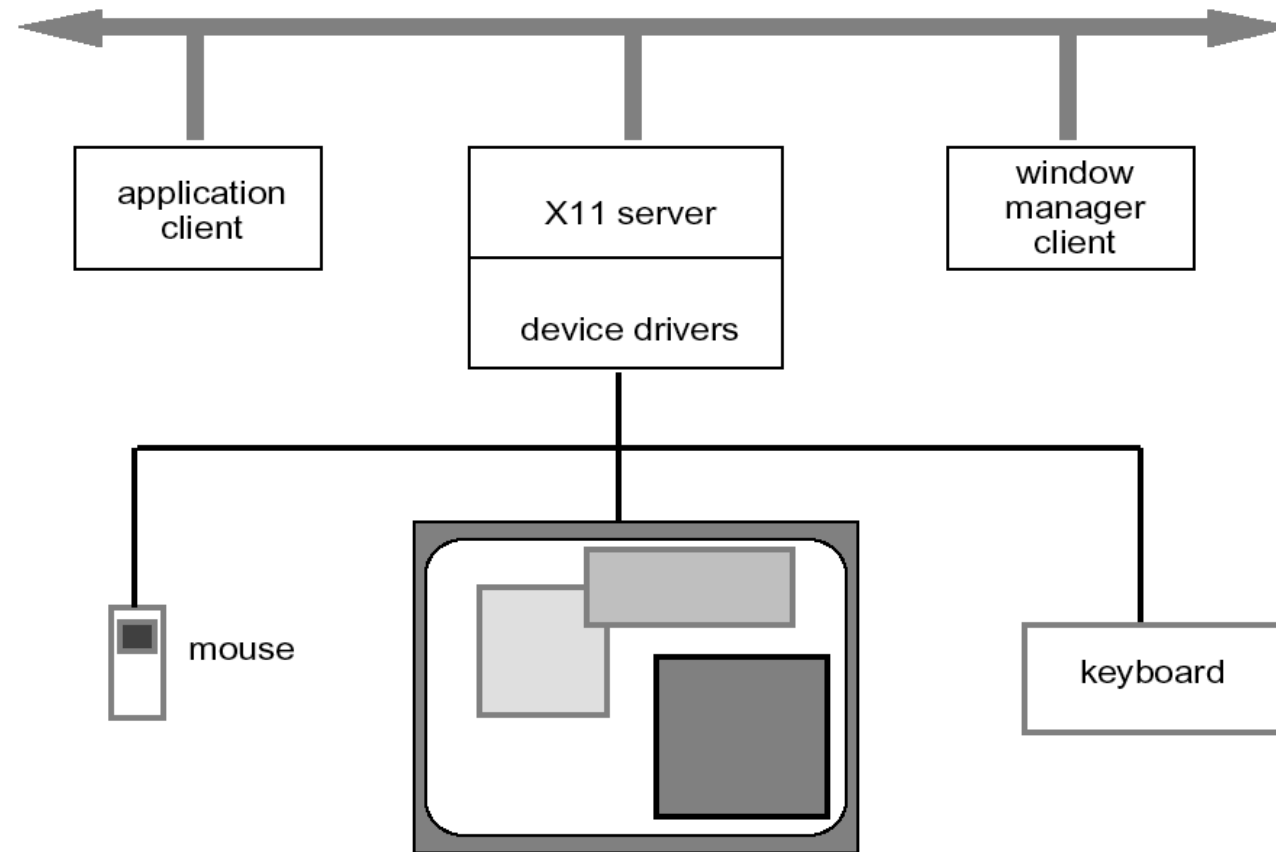 application
client
X11 server
window
manager
client
device drivers
mouse
keyboard